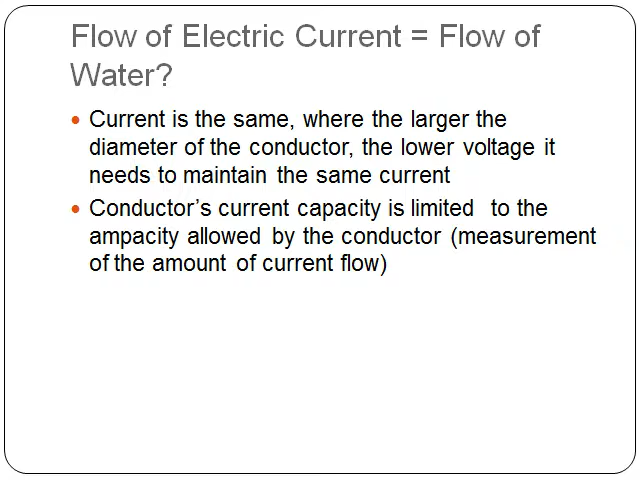 Flow of Electric Current = Flow of
Water?
• Current is the same, where the larger the
diameter of the conductor, the lower voltage it
needs to maintain the same current
• Conductor’s current capacity is limited to the
ampacity allowed by the conductor (measurement
of the amount of current flow)